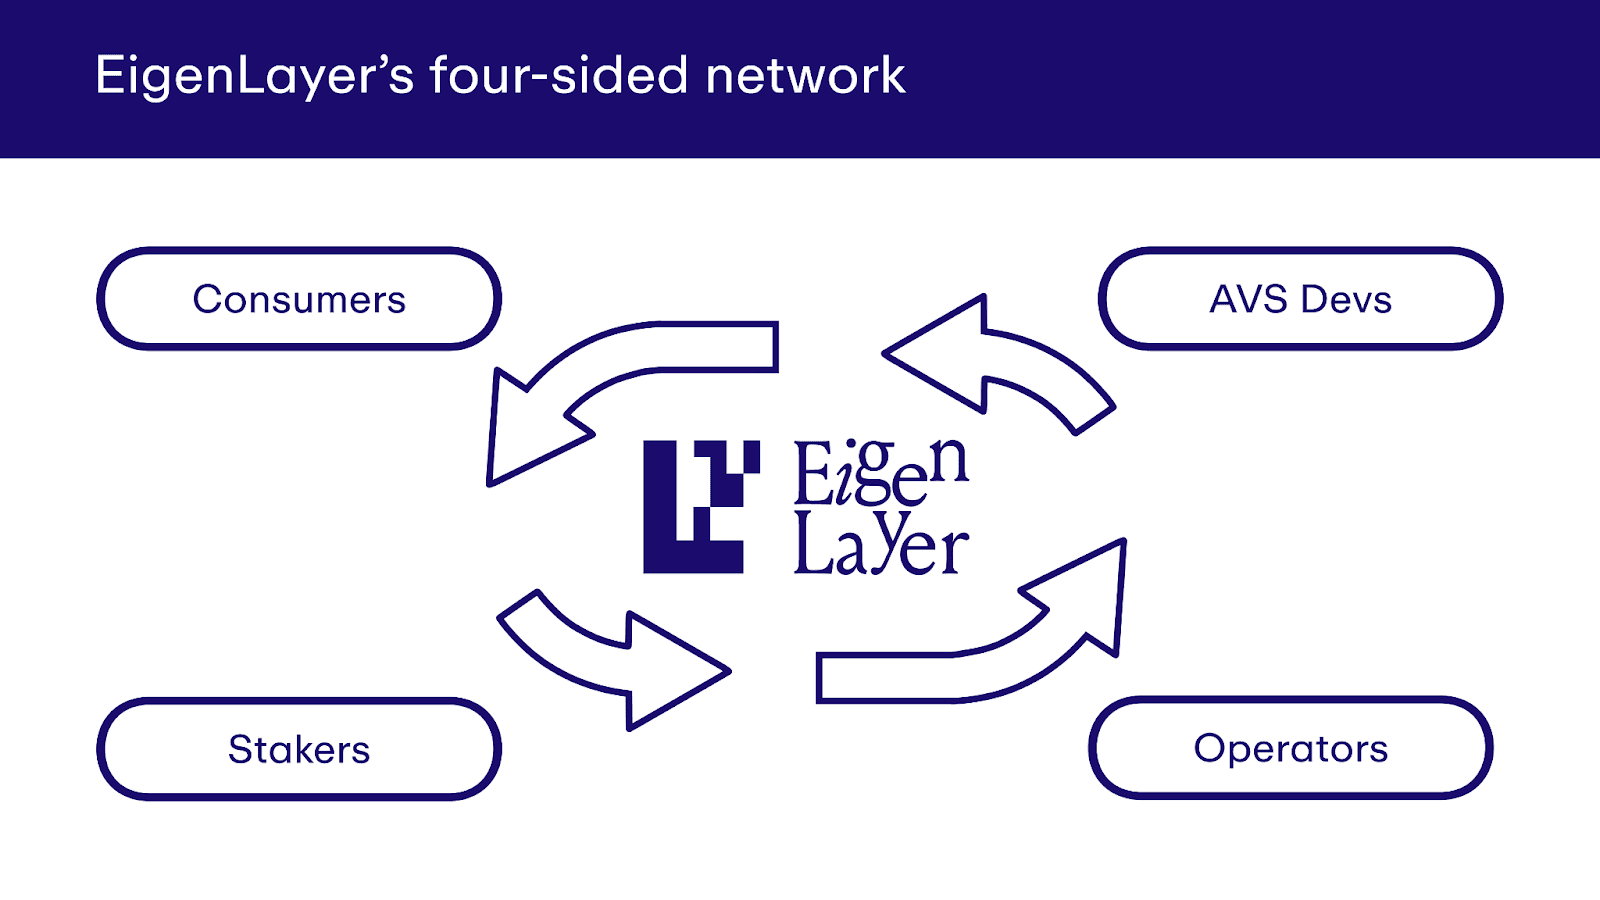 EigenLayer’s four-sided network
Consumers
AVS Devs
Eigen
Layer
Stakers
Operators